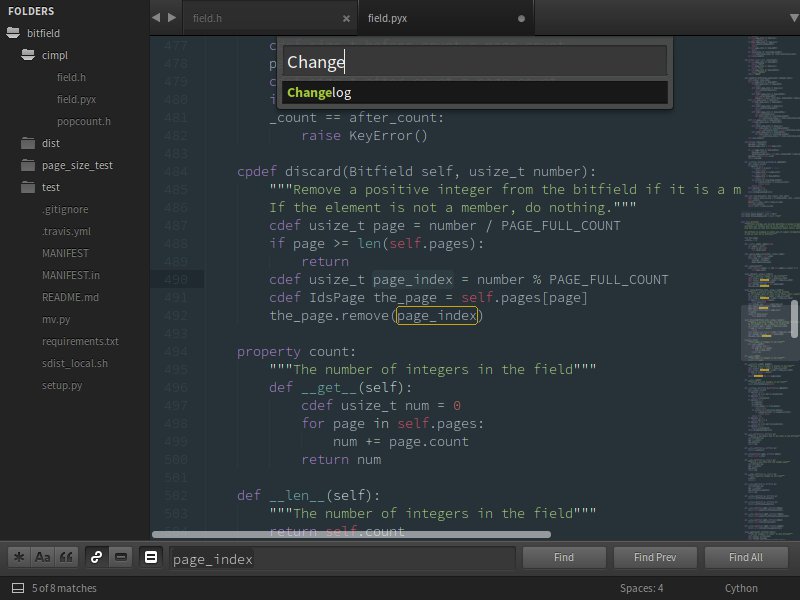 FOLDERS
bitfield
cimpl
field.h
field.pyx
popcount.h
dist
page_size_test
test
.gitignore
.travis.yml
MANIFEST
MANIFEST.in
README.md
mv.py
requirements.txt
sdist_local.sh
setup.py
field.h
field.pyx
Change
Changelog
477 c
478 p
479 c
480 i
481 _count == after_count:
482 raise KeyError()
483
484 cpdef discard(Bitfield self, usize_t number):
485 """Remove a positive integer from the bitfield if it is a m
486 If the element is not a member, do nothing."""
487 cdef usize_t page = number / PAGE_FULL_COUNT
488 if page >= len(self.pages):
489 return
490 cdef usize_t page_index = number % PAGE_FULL_COUNT
491 cdef IdsPage the_page = self.pages[page]
492 the_page.remove(page_index)
493
494 property count:
495 """The number of integers in the field"""
496 def __get__(self):
497 cdef usize_t num = 0
498 for page in self.pages:
499 num += page.count
500 return num
501
502 def __len__(self):
503 """The number of integers in the field"""
504 return self.count
Aa
page_index
Find
Find Prev
Find All
5 of 8 matches
Spaces: 4
Cython